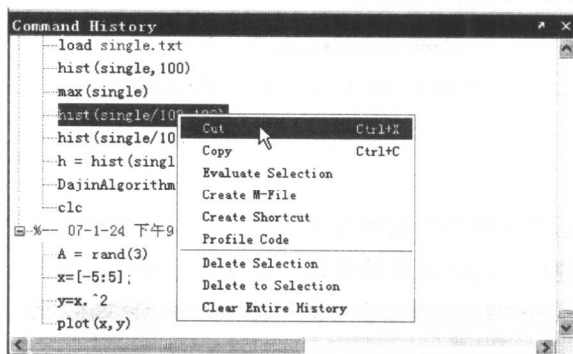 Command History
load single.txt
hist(single,100)
max(single)
hist(single/100,100)
hist(single/10
h = hist(singl
DajinAlgorithm
clc
%-- 07-1-24 下午9
A = rand(3)
x=[-5:5];
y=x.^2
plot(x,y)
Cut Ctrl+X
Copy Ctrl+C
Evaluate Selection
Create M-File
Create Shortcut
Profile Code
Delete Selection
Delete to Selection
Clear Entire History